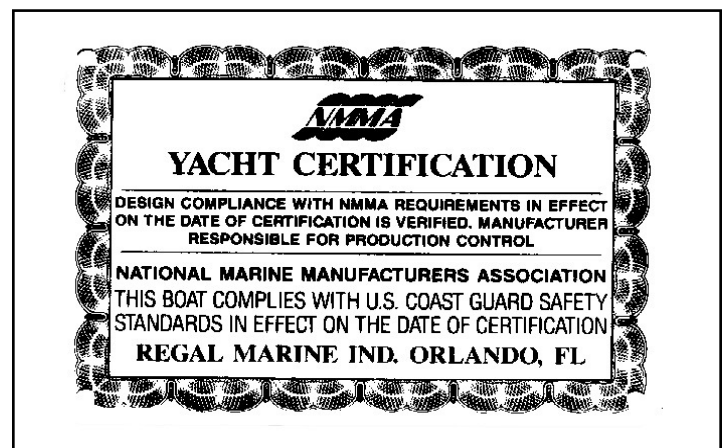 NMMA
YACHT CERTIFICATION
DESIGN COMPLIANCE WITH NMMA REQUIREMENTS IN EFFECT
ON THE DATE OF CERTIFICATION IS VERIFIED. MANUFACTURER
RESPONSIBLE FOR PRODUCTION CONTROL
NATIONAL MARINE MANUFACTURERS ASSOCIATION
THIS BOAT COMPLIES WITH U.S. COAST GUARD SAFETY
STANDARDS IN EFFECT ON THE DATE OF CERTIFICATION
REGAL MARINE IND. ORLANDO, FL